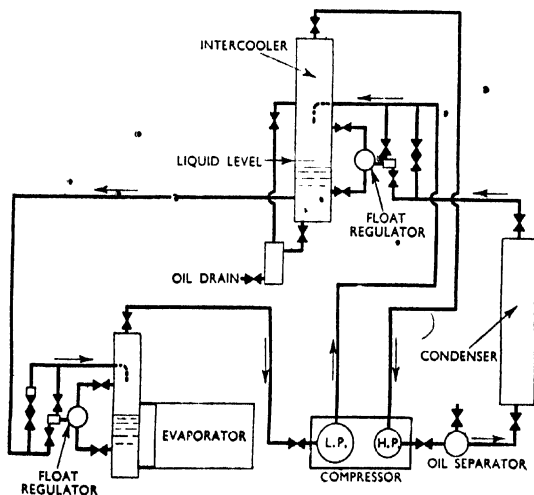 INTERCOOLER
LIQUID LEVEL
FLOAT
REGULATOR
OIL DRAIN
CONDENSER
EVAPORATOR
L.P.
H.P.
FLOAT
REGULATOR
COMPRESSOR
OIL SEPARATOR